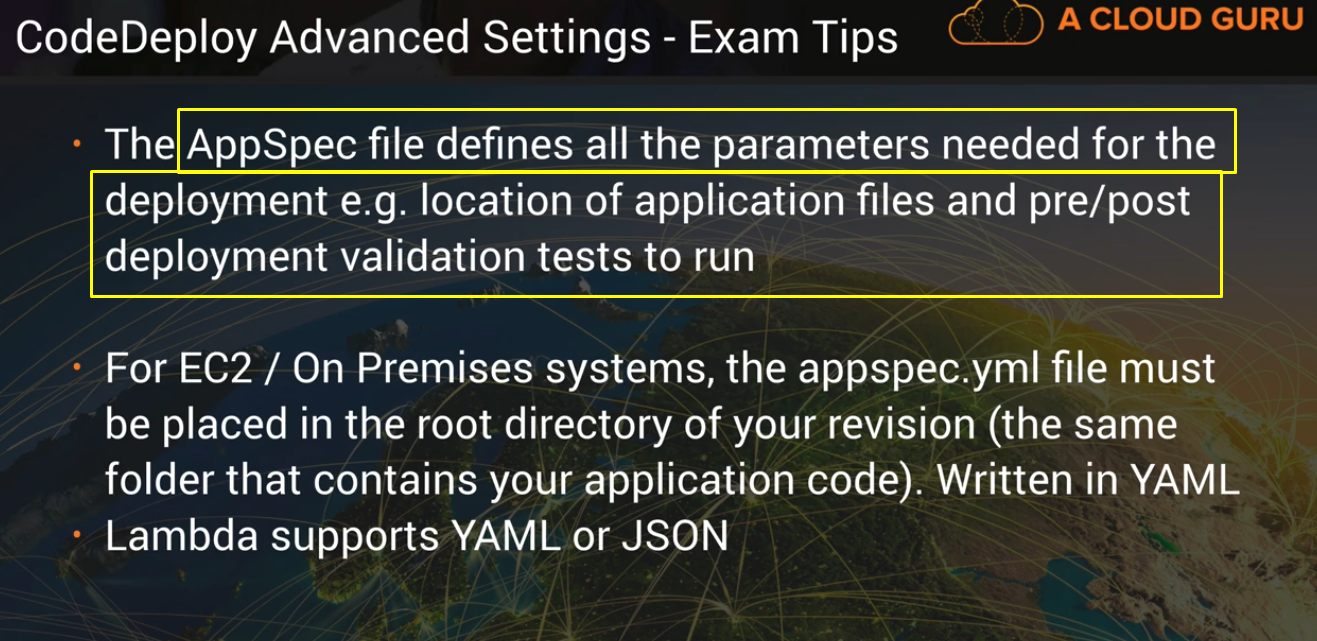 CodeDeploy Advanced Settings - Exam Tips
A CLOUD GURU
• The AppSpec file defines all the parameters needed for the
deployment e.g. location of application files and pre/post
deployment validation tests to run
• For EC2 / On Premises systems, the appspec.yml file must
be placed in the root directory of your revision (the same
folder that contains your application code). Written in YAML
• Lambda supports YAML or JSON